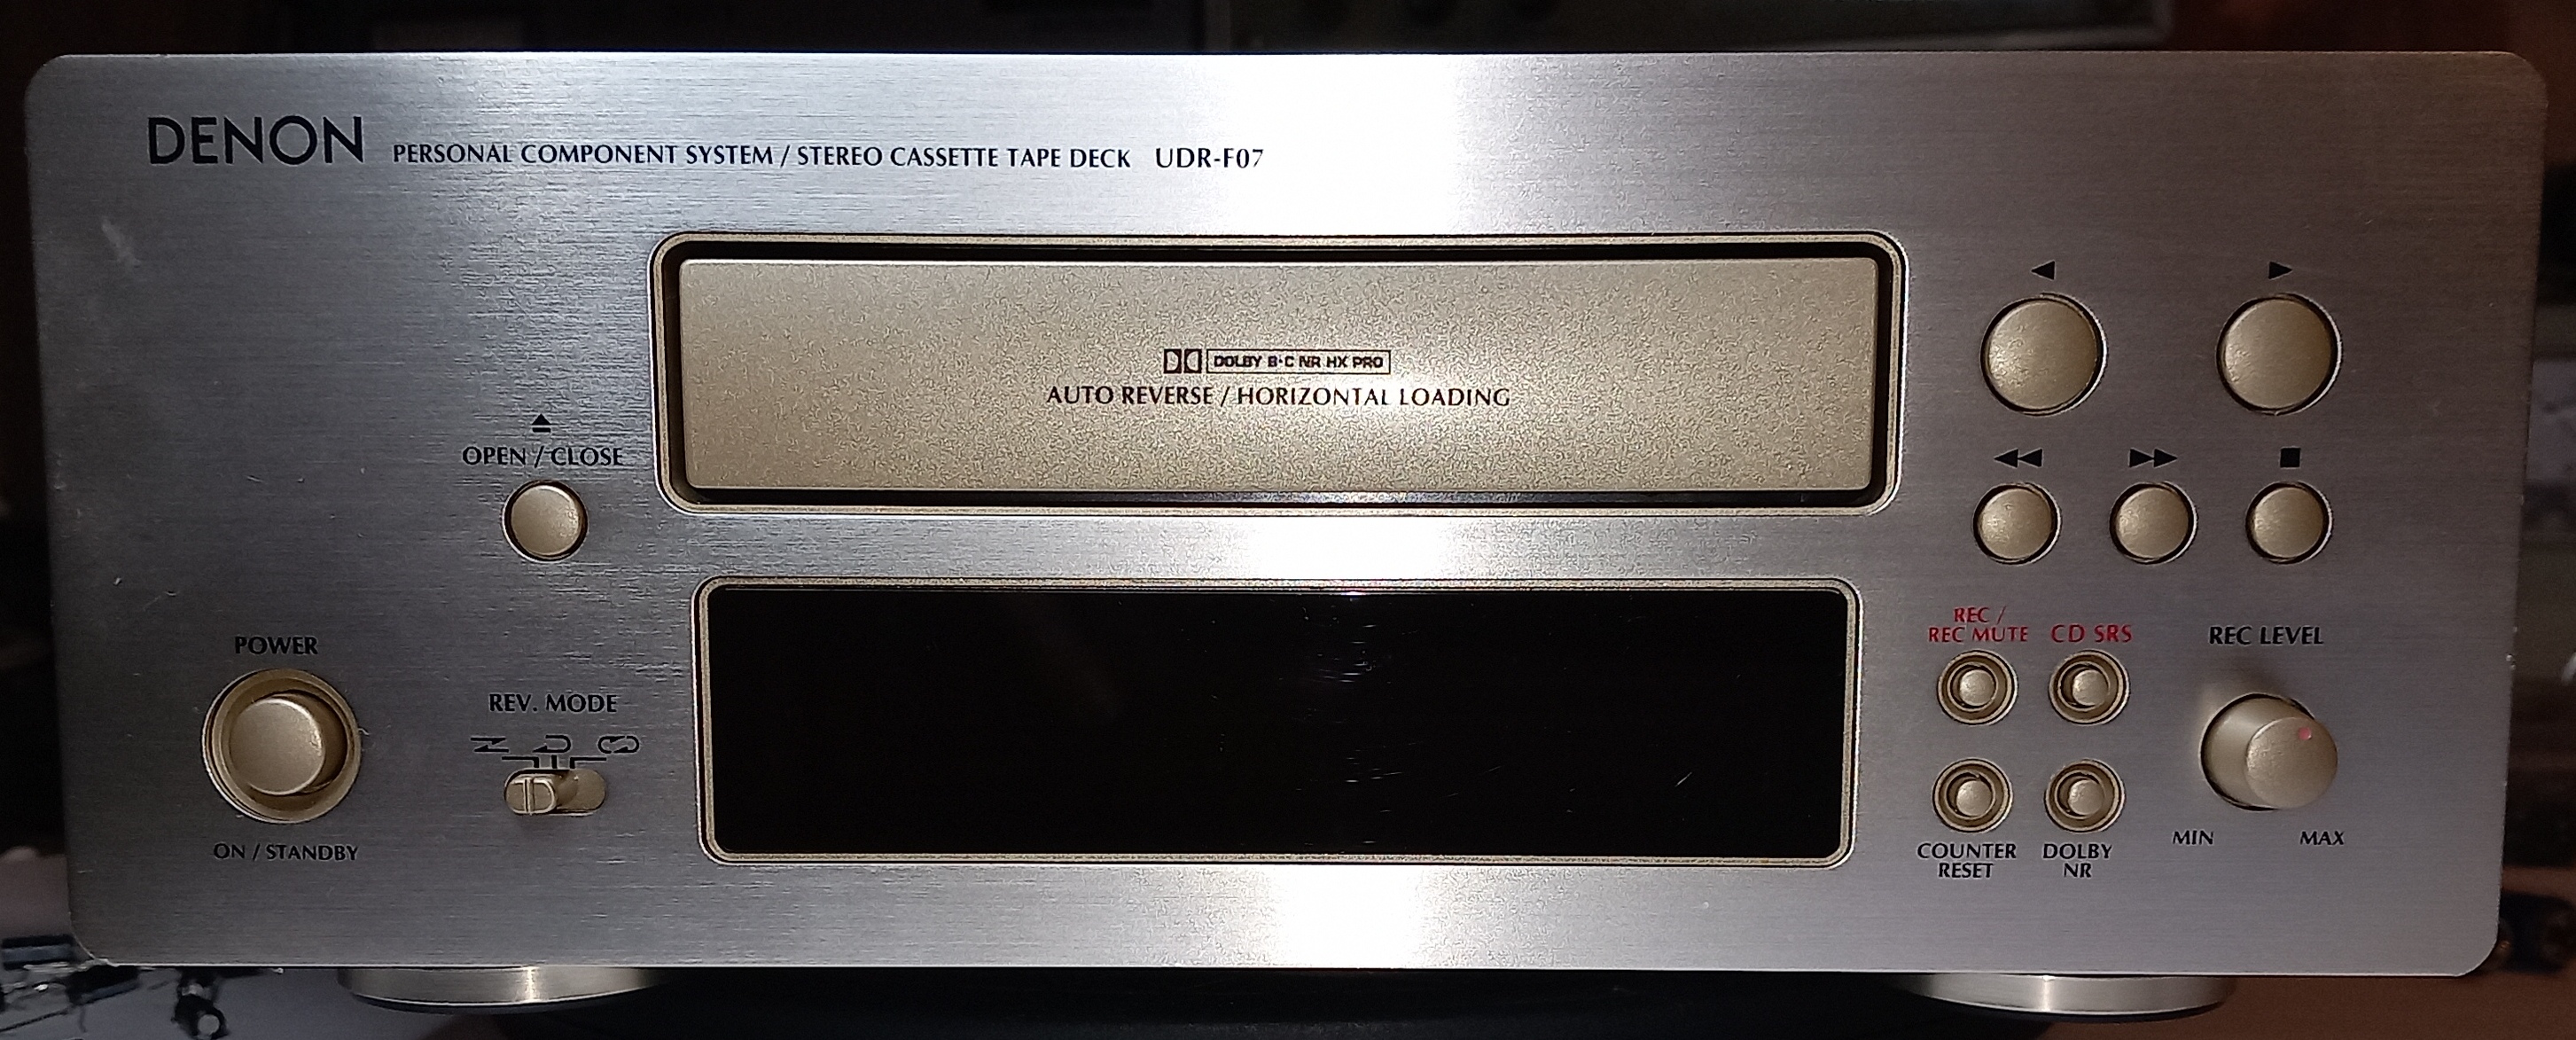 DENON PERSONAL COMPONENT SYSTEM / STEREO CASSETTE TAPE DECK UDR-F07
DOLBY B·C NR HX PRO
AUTO REVERSE / HORIZONTAL LOADING
OPEN / CLOSE
POWER
ON / STANDBY
REV. MODE
REC /
REC MUTE
CD SRS
REC LEVEL
COUNTER
RESET
DOLBY
NR
MIN
MAX